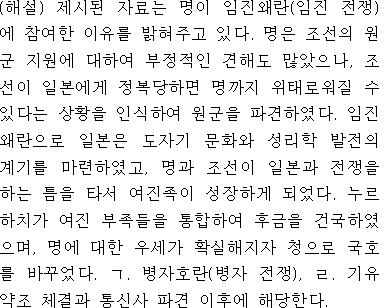 (해설) 제시된 자료는 명이 임진왜란(임진 전쟁)
에 참여한 이유를 밝혀주고 있다. 명은 조선의 원
군 지원에 대하여 부정적인 견해도 많았으나, 조
선이 일본에게 정복당하면 명까지 위태로워질 수
있다는 상황을 인식하여 원군을 파견하였다. 임진
왜란으로 일본은 도자기 문화와 성리학 발전의
계기를 마련하였고, 명과 조선이 일본과 전쟁을
하는 틈을 타서 여진족이 성장하게 되었다. 누르
하치가 여진 부족들을 통합하여 후금을 건국하였
으며, 명에 대한 우세가 확실해지자 청으로 국호
를 바꾸었다. ㄱ. 병자호란(병자 전쟁), ㄹ. 기유
약조 체결과 통신사 파견 이후에 해당한다.